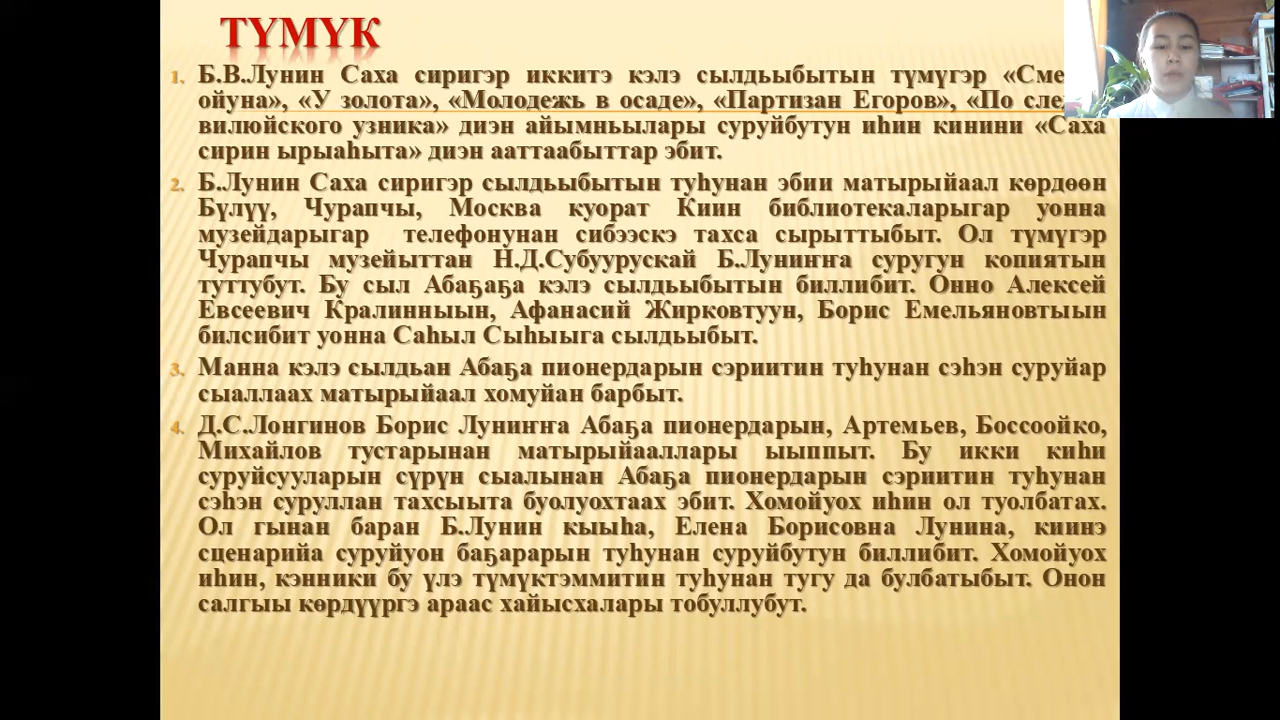 ТҮМҮК
1. Б.В.Лунин Саха сиригэр иккитэ кэлэ сылдьыбытын түмүгэр
ойуна», «У золота», «Молодежь в осаде», «Партизан Егоров», «По
вилюйского узника» диэн айымньылары суруйбутун иһин кинини «Саха
сирин ырыаһыта» диэн ааттаабыттар эбит.
2. Б.Лунин Саха сиригэр сылдьыбытын туһунан эбии матырыйаал көрдөөн
Бүлүү, Чурапчы, Москва куорат Киин библиотекаларыгар уонна
музейдарыгар телефонунан сибээскэ тахса сырыттыбыт. Ол түмүгэр
Чурапчы музейыттан Н.Д.Субуурускай Б.Луниҥҥа суругун копиятын
туттубут. Бу сыл Абаҕаҕа кэлэ сылдьыбытын биллибит. Онно Алексей
Евсеевич Кралинныын, Афанасий Жирковтуун, Борис Емельяновтыын
билсибит уонна Саһыл Сыһыыга сылдьыбыт.
3. Манна кэлэ сылдьан Абаҕа пионердарын сэриитин туһунан сэһэн суруйар
сыаллаах матырыйаал хомуйан барбыт.
4. Д.С.Лонгинов Борис Луниҥҥа Абаҕа пионердарын, Артемьев, Боссоойко,
Михайлов тустарынан матырыйааллары ыыппыт. Бу икки киһи
суруйсууларын сүрүн сыалынан Абаҕа пионердарын сэриитин туһунан
сэһэн суруллан тахсыыта буолуохтаах эбит. Хомойуох иһин ол туолбатах.
Ол гынан баран Б.Лунин кыыһа, Елена Борисовна Лунина, киинэ
сценарийа суруйуон баҕарарын туһунан суруйбутун биллибит. Хомойуох
иһин, кэнники бу үлэ түмүктэммитин туһунан тугу да булбатыбыт. Онон
салгыы көрдүүргэ араас хайысхалары тобуллубут.